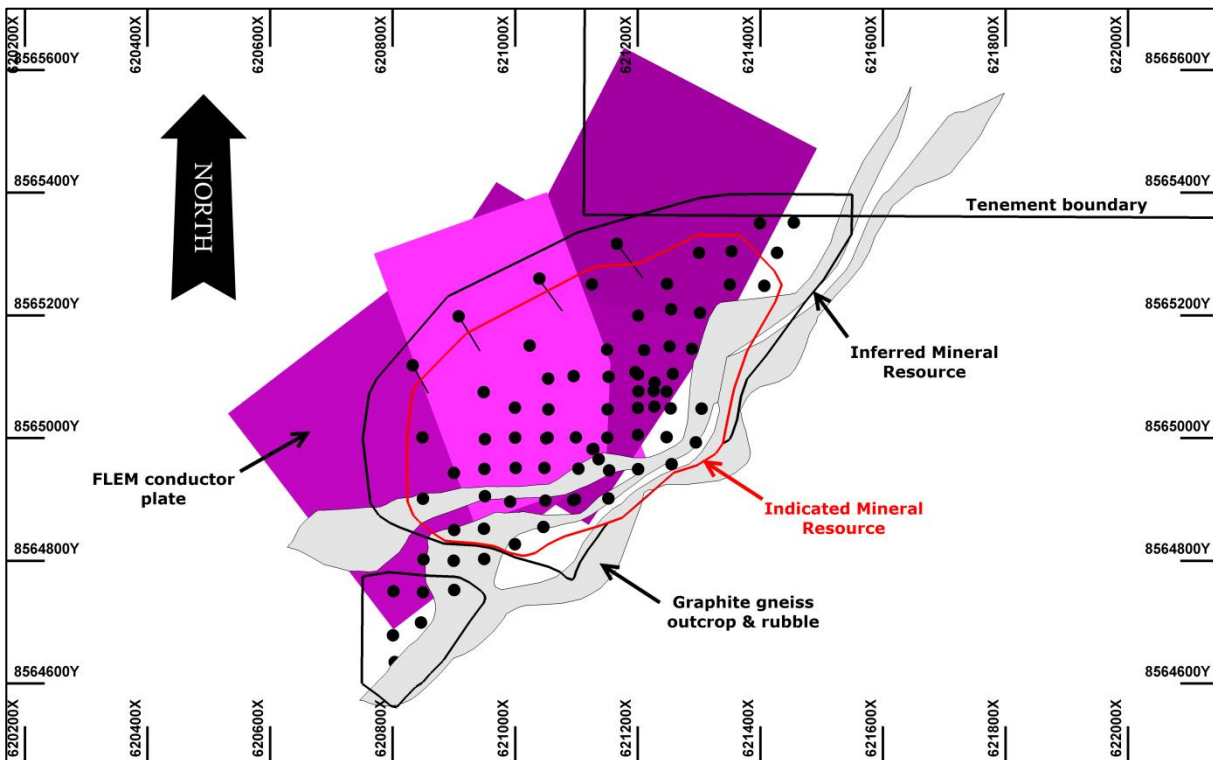 620200X
620400X
620600X
620800X
621000X
621200X
621400X
621600X
621800X
622000X
8565600Y
8565600Y
8565400Y
8565400Y
Tenement boundary
NORTH
8565200Y
8565200Y
Inferred Mineral
Resource
8565000Y
8565000Y
FLEM conductor
plate
Indicated Mineral
Resource
8564800Y
8564800Y
Graphite gneiss
outcrop & rubble
8564600Y
8564600Y
620200X
620400X
620600X
620800X
621000X
621200X
621400X
621600X
621800X
622000X